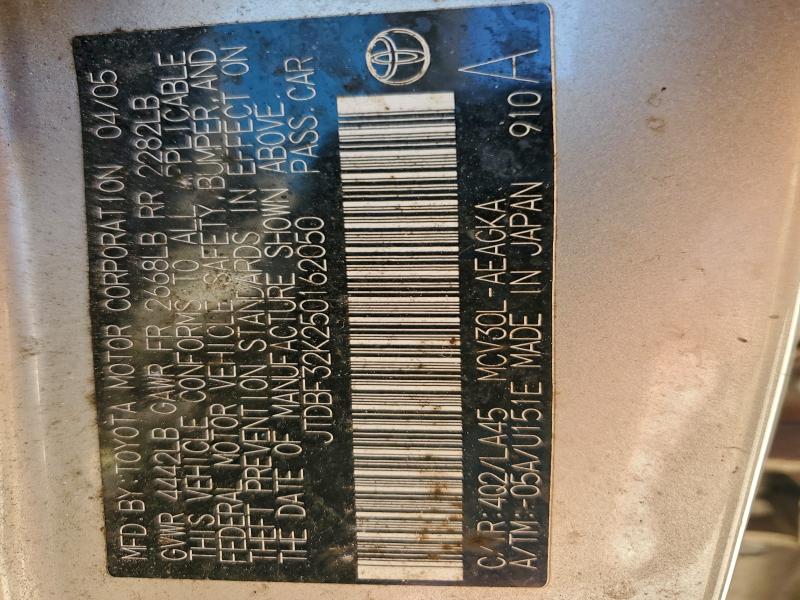 MFD BY: TOYOTA MOTOR CORPORATION 04/05
GVWR 4442LB GAWR FR 2668LB RR 2282LB
THIS VEHICLE CONFORMS TO ALL PLICABLE
FEDERAL MOTOR VEHICLE SAFETY, BUMPER, AND
THEFT PREVENTION STANDARDS IN EFFECT ON
THE DATE OF MANUFACTURE SHOWN ABOVE.
JTDBF32K250162050 PASS. CAR
C/TR: 4Q2/LA45 MCV30L-AEAGKA
A/TM: -05A/U151E MADE IN JAPAN 910 A